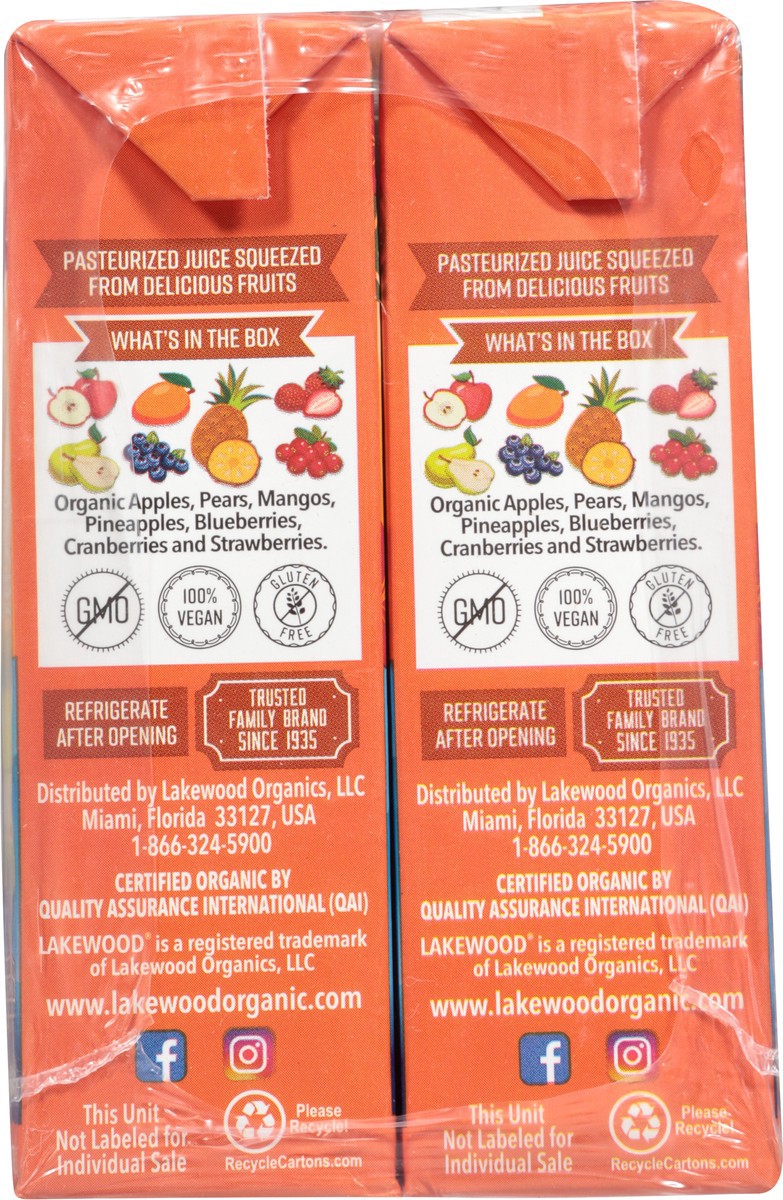 PASTEURIZED JUICE SQUEEZED
FROM DELICIOUS FRUITS
WHAT'S IN THE BOX
Organic Apples, Pears, Mangos,
Pineapples, Blueberries,
Cranberries and Strawberries.
GMO
100%
VEGAN
GLUTEN
FREE
REFRIGERATE
AFTER OPENING
TRUSTED
FAMILY BRAND
SINCE 1935
Distributed by Lakewood Organics, LLC
Miami, Florida 33127, USA
1-866-324-5900
CERTIFIED ORGANIC BY
QUALITY ASSURANCE INTERNATIONAL (QAI)
LAKEWOOD® is a registered trademark
of Lakewood Organics, LLC
www.lakewoodorganic.com
This Unit
Not Labeled for
Individual Sale
Please
Recycle!
RecycleCartons.com
PASTEURIZED JUICE SQUEEZED
FROM DELICIOUS FRUITS
WHAT'S IN THE BOX
Organic Apples, Pears, Mangos,
Pineapples, Blueberries,
Cranberries and Strawberries.
GMO
100%
VEGAN
GLUTEN
FREE
REFRIGERATE
AFTER OPENING
TRUSTED
FAMILY BRAND
SINCE 1935
Distributed by Lakewood Organics, LLC
Miami, Florida 33127, USA
1-866-324-5900
CERTIFIED ORGANIC BY
QUALITY ASSURANCE INTERNATIONAL (QAI)
LAKEWOOD® is a registered trademark
of Lakewood Organics, LLC
www.lakewoodorganic.com
This Unit
Not Labeled for
Individual Sale
Please
Recycle!
RecycleCartons.com